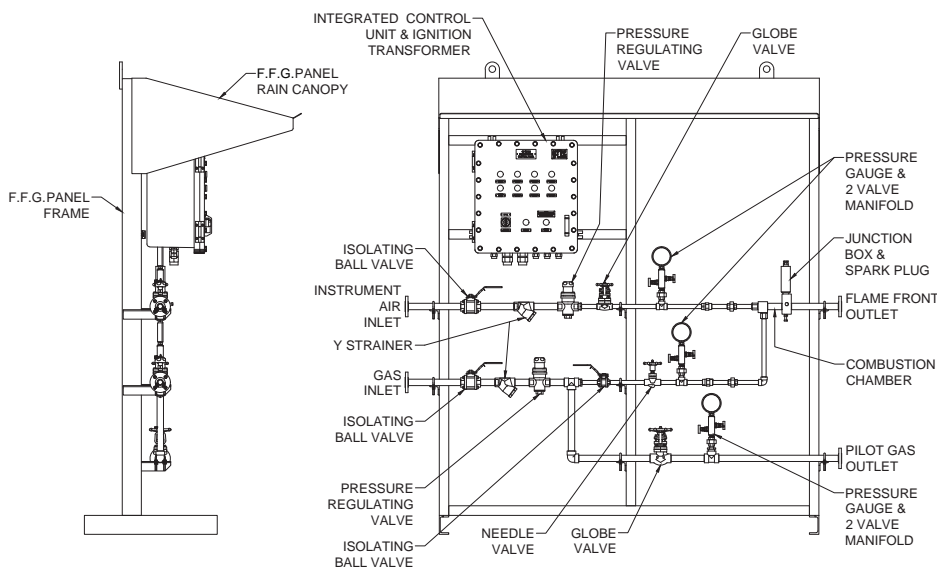 INTEGRATED CONTROL
UNIT & IGNITION
TRANSFORMER
PRESSURE
REGULATING
VALVE
GLOBE
VALVE
F.F.G.PANEL
RAIN CANOPY
F.F.G.PANEL
FRAME
PRESSURE
GAUGE &
2 VALVE
MANIFOLD
JUNCTION
BOX &
SPARK PLUG
ISOLATING
BALL VALVE
INSTRUMENT
AIR
INLET
FLAME FRONT
OUTLET
Y STRAINER
COMBUSTION
CHAMBER
GAS
INLET
ISOLATING
BALL VALVE
PILOT GAS
OUTLET
PRESSURE
REGULATING
VALVE
PRESSURE
GAUGE &
2 VALVE
MANIFOLD
NEEDLE
VALVE
GLOBE
VALVE
ISOLATING
BALL VALVE